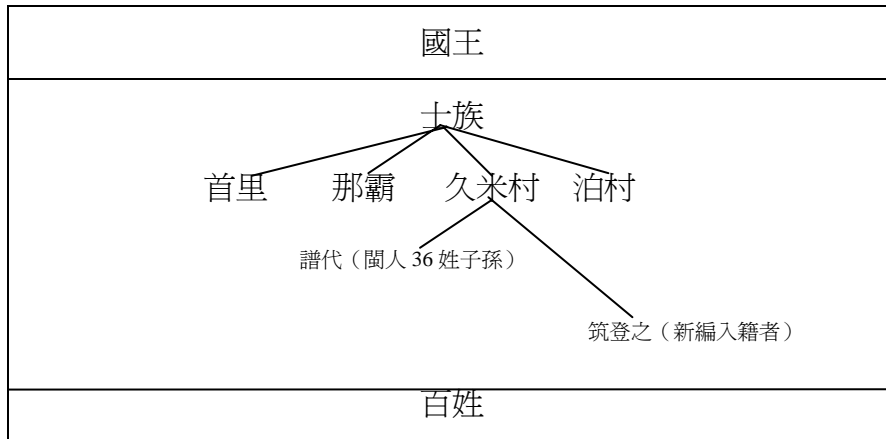 國王
士族
首里 那霸 久米村 泊村
譜代（閩人 36 姓子孫）
筑登之（新編入籍者）
百姓